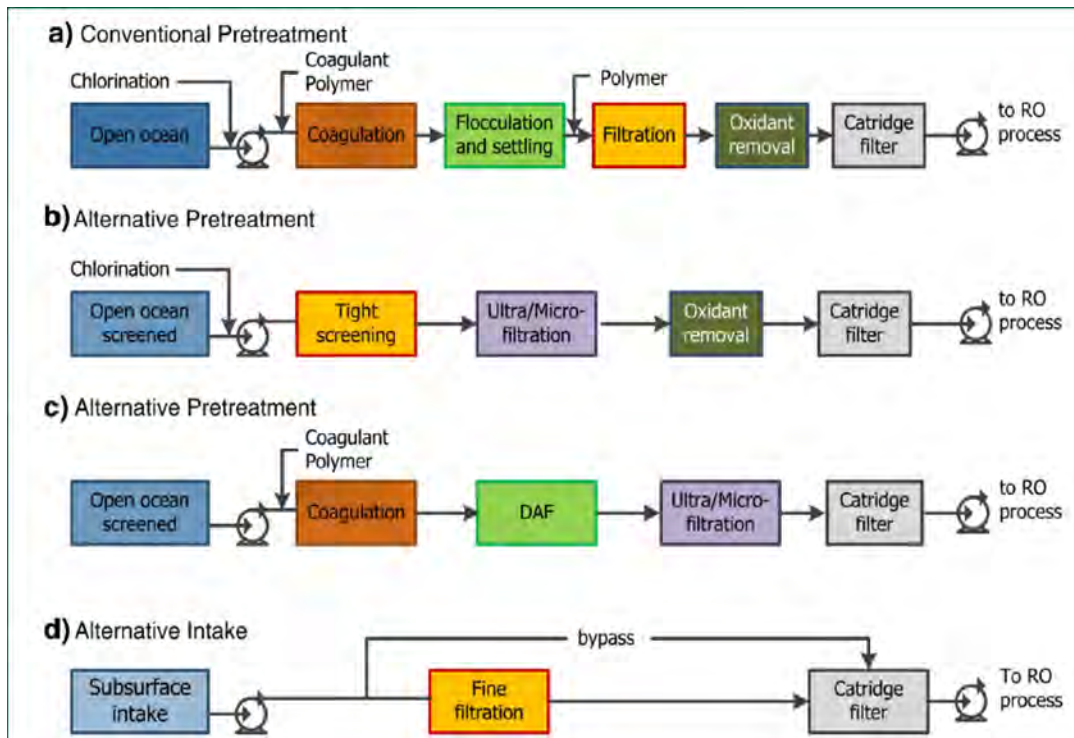 a) Conventional Pretreatment
Chlorination
Coagulant
Polymer
Polymer
Open ocean
Coagulation
Flocculation
and settling
Filtration
Oxidant
removal
Catridge
filter
to RO
process
b) Alternative Pretreatment
Chlorination
Open ocean
screened
Tight
screening
Ultra/Micro-
filtration
Oxidant
removal
Catridge
filter
to RO
process
c) Alternative Pretreatment
Coagulant
Polymer
Open ocean
screened
Coagulation
DAF
Ultra/Micro-
filtration
Catridge
filter
to RO
process
d) Alternative Intake
bypass
Subsurface
intake
Fine
filtration
Catridge
filter
To RO
process